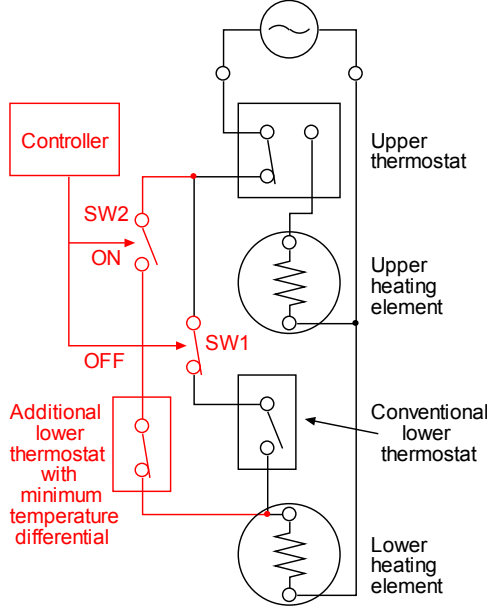 Controller
Upper
thermostat
SW2
ON
Upper
heating
element
SW1
OFF
Additional
lower
thermostat
with
minimum
temperature
differential
Conventional
lower
thermostat
Lower
heating
element